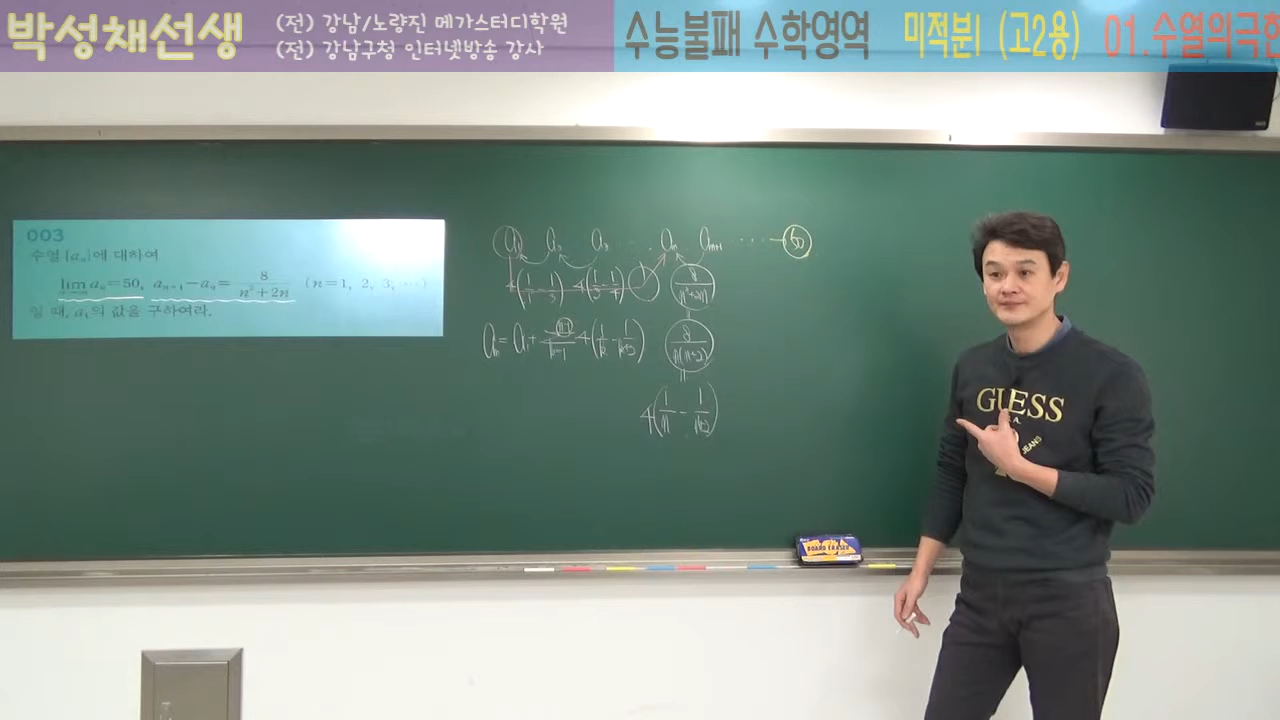 박성채선생
(전) 강남/노량진 메가스터디학원
(전) 강남구청 인터넷방송 강사
수능불패 수학영역 미적분Ⅰ (고2용) 01.수열의극한
003
수열 {aₙ}에 대하여
lim aₙ=50, aₙ₊₁−aₙ= 8/(n²+2n) (n=1, 2, 3, ⋯)
일 때, a₁의 값을 구하여라.
a₁ a₂ a₃ ⋯ aₙ aₙ₊₁ ⋯ 50
4(1/1 − 1/3) 4(1/2 − 1/4) 8/(n²+2n)
aₙ = a₁ + 4(1/k − 1/(k+2)) 8/(n(n+2))
4(1/n − 1/(n+2))
GUESS
U.S.A.
JEANS
BOARD ERASER